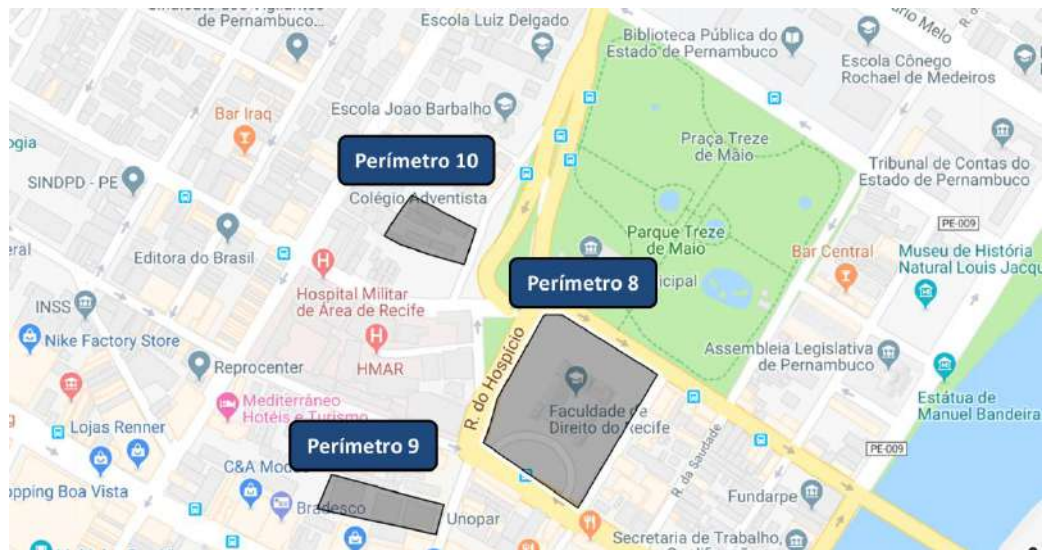 de Pernambuco...
Escola Luiz Delgado
Biblioteca Pública do
Estado de Pernambuco
Melo
Escola Cônego
Rochael de Medeiros
Bar Iraq
Escola Joao Barbalho
Praça Treze
de Maio
Tribunal de Contas do
Estado de Pernambuco
Perímetro 10
Colégio Adventista
SINDPD - PE
PE-009
Parque Treze
de Maio
Bar Central
Museu de História
Natural Louis Jacqu
Editora do Brasil
Hospital Militar
de Área de Recife
Perímetro 8
INSS
Nike Factory Store
HMAR
R. do Hospício
Assembleia Legislativa
de Pernambuco
Estátua de
Manuel Bandeira
Reprocenter
Mediterrâneo
Hotéis e Turismo
Faculdade de
Direito do Recife
Lojas Renner
Perímetro 9
R. da Saudade
PE-009
C&A
opping Boa Vista
Bradesco
Unopar
Fundarpe
Secretaria de Trabalho,